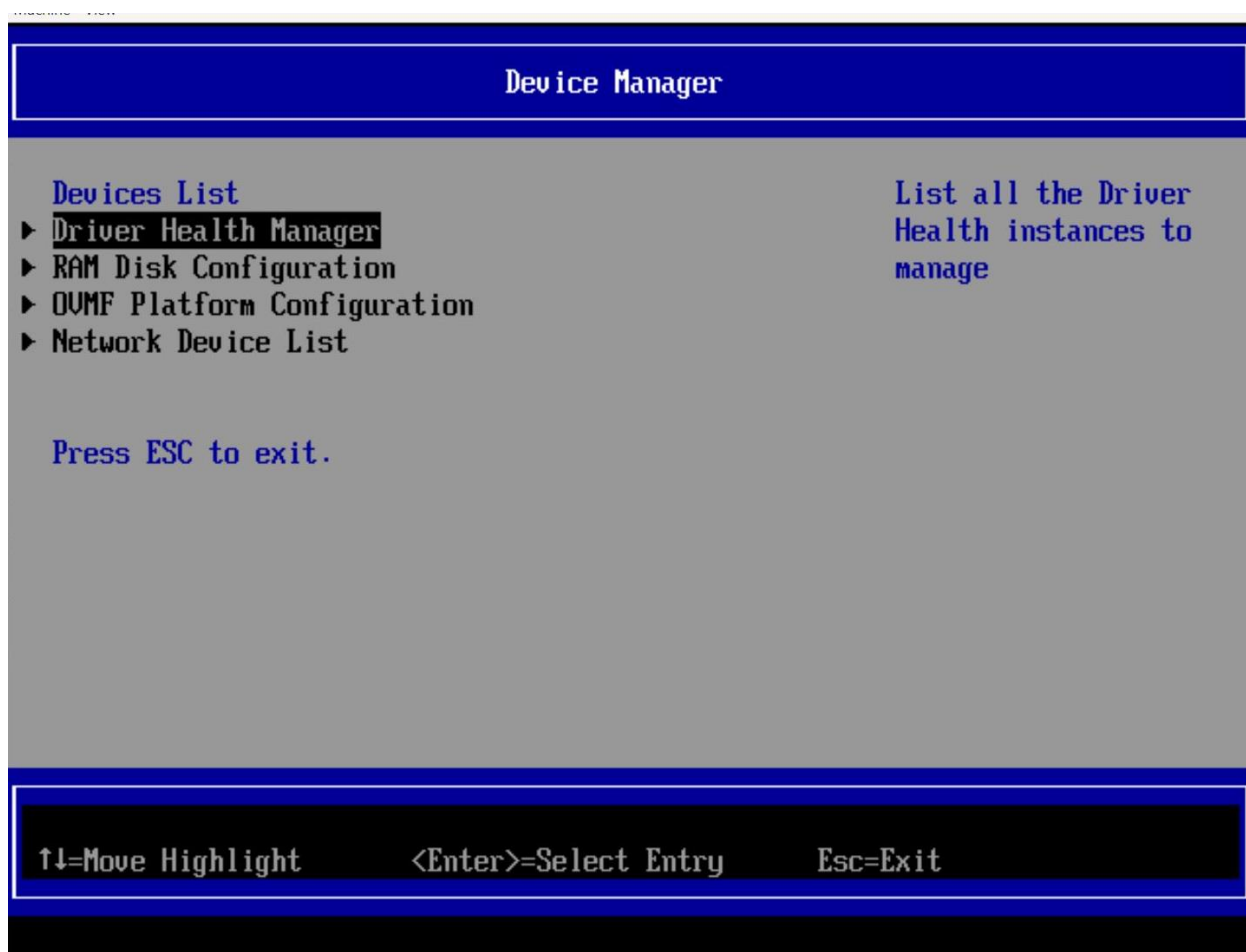 Device Manager
Devices List
Driver Health Manager
RAM Disk Configuration
OVMF Platform Configuration
Network Device List
Press ESC to exit.
List all the Driver
Health instances to
manage
↑↓=Move Highlight <Enter>=Select Entry Esc=Exit